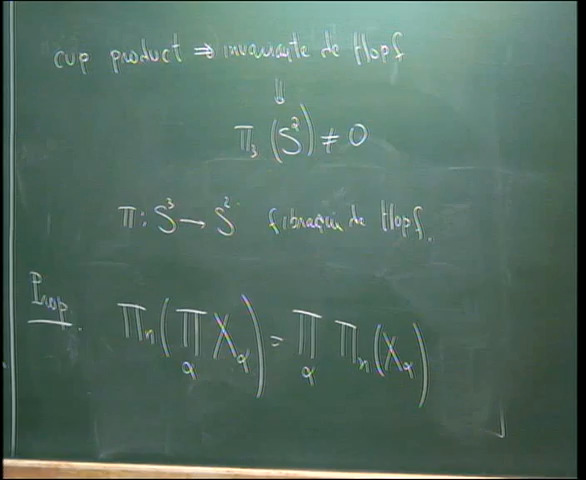 cup product ⇒ invariante de Hopf
⇓
π₃(S²) ≠ 0
π: S³ → S² fibração de Hopf.
Prop. πₙ(∏_α X_α) = ∏_α πₙ(X_α)